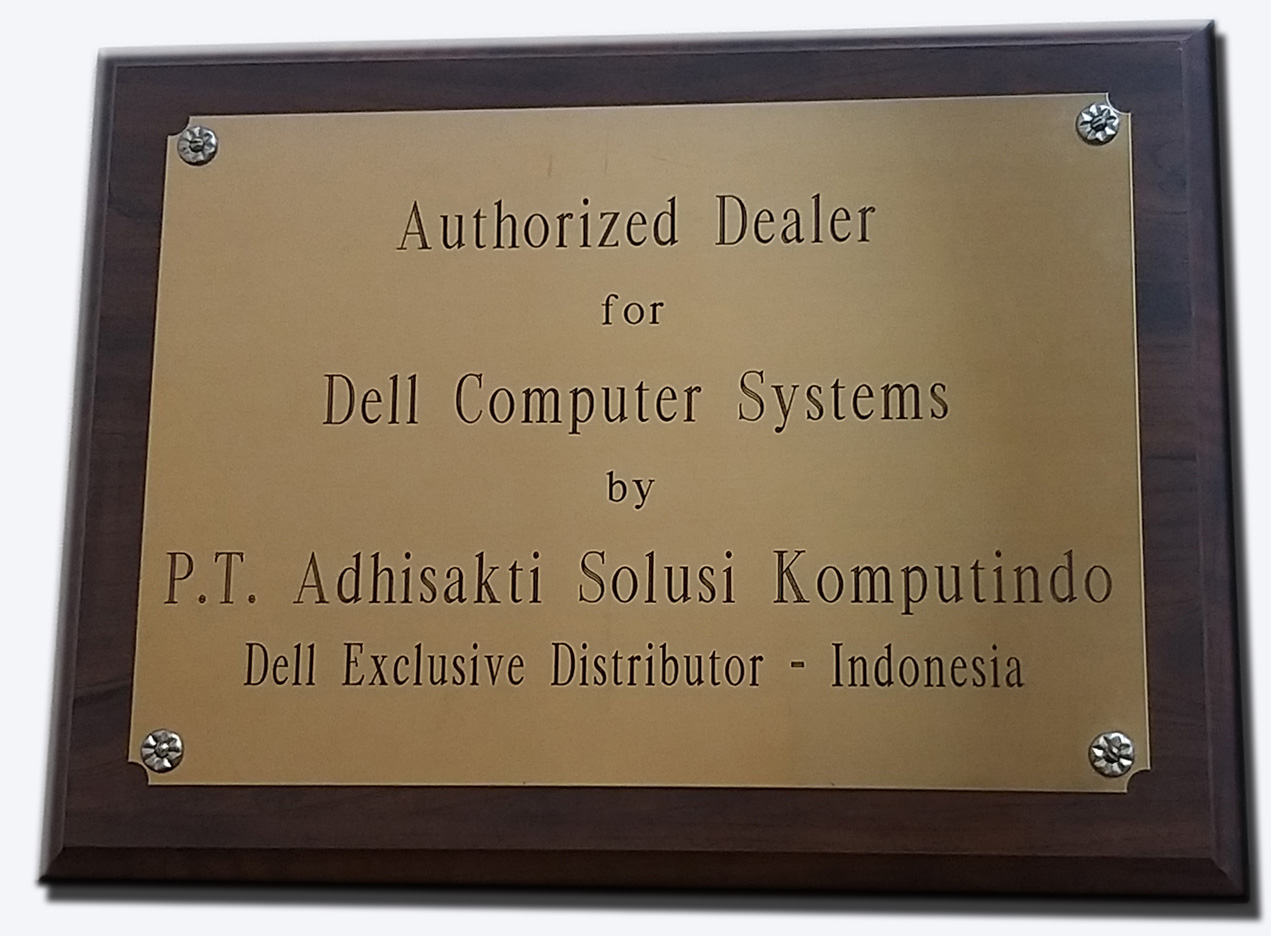 Authorized Dealer
for
Dell Computer Systems
by
P.T. Adhisakti Solusi Komputindo
Dell Exclusive Distributor - Indonesia